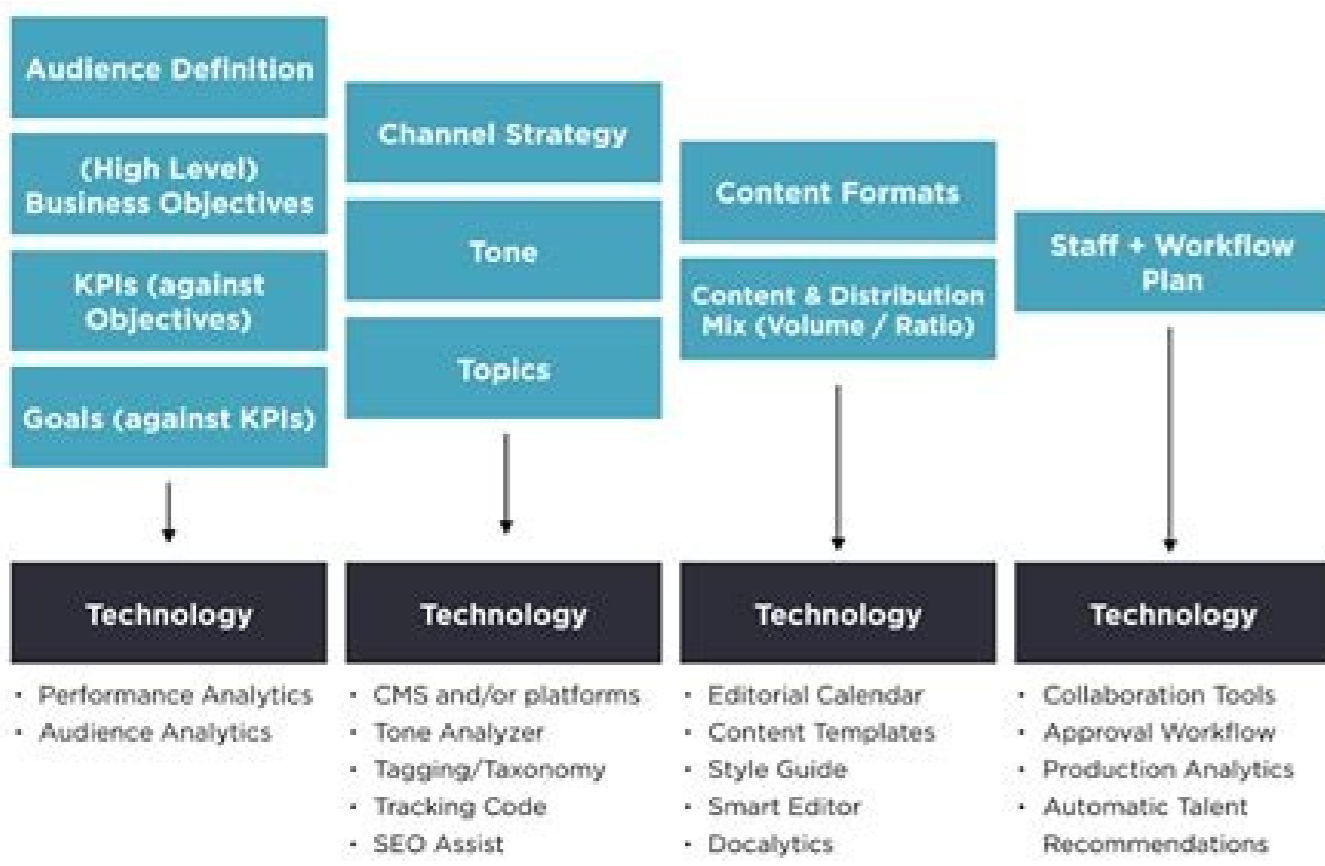 Audience Definition
(High Level)
Business Objectives
KPIs (against
Objectives)
Goals (against KPIs)
Technology
· Performance Analytics
· Audience Analytics
Channel Strategy
Tone
Topics
Technology
· CMS and/or platforms
· Tone Analyzer
· Tagging/Taxonomy
· Tracking Code
· SEO Assist
Content Formats
Content & Distribution
Mix (Volume / Ratio)
Technology
· Editorial Calendar
· Content Templates
· Style Guide
· Smart Editor
· Docalytics
Staff + Workflow
Plan
Technology
· Collaboration Tools
· Approval Workflow
· Production Analytics
· Automatic Talent
Recommendations